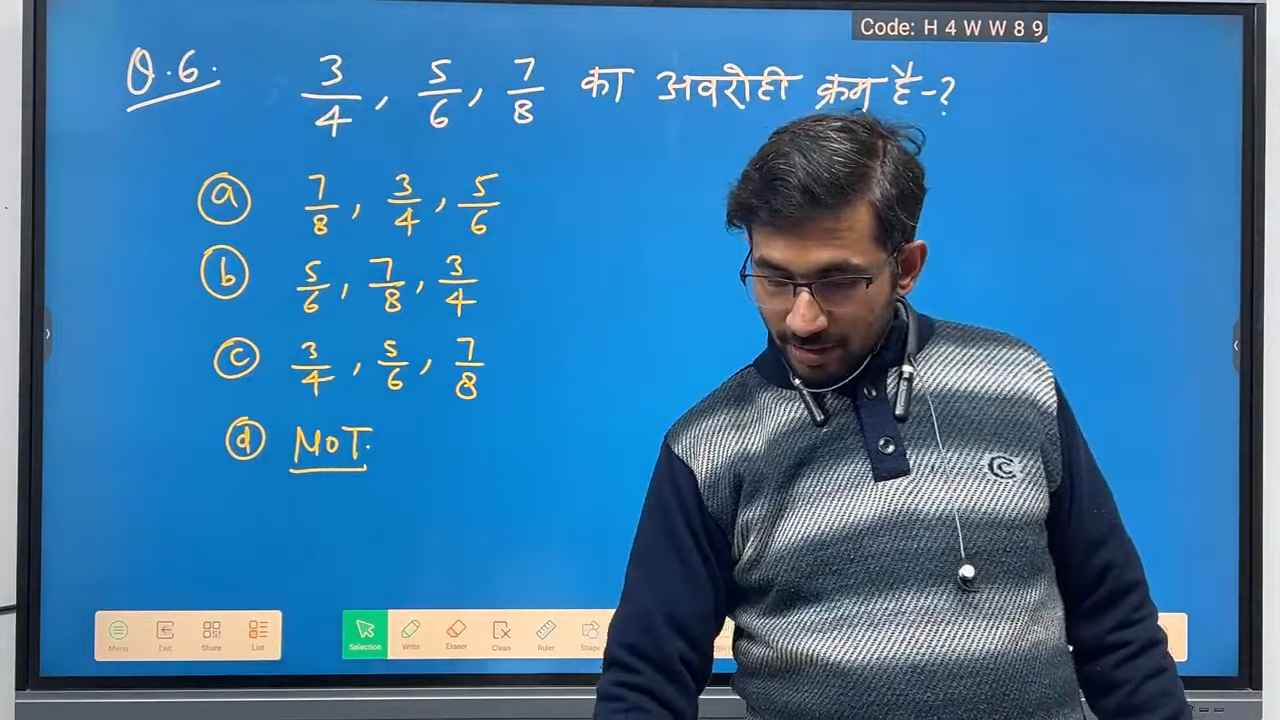 Code: H 4 W W 8 9
Q.6. 3/4, 5/6, 7/8 का अवरोही क्रम है-?
(a) 7/8, 3/4, 5/6
(b) 5/6, 7/8, 3/4
(c) 3/4, 5/6, 7/8
(d) NOT.
Menu Exit Share List Selection Write Eraser Clean Ruler